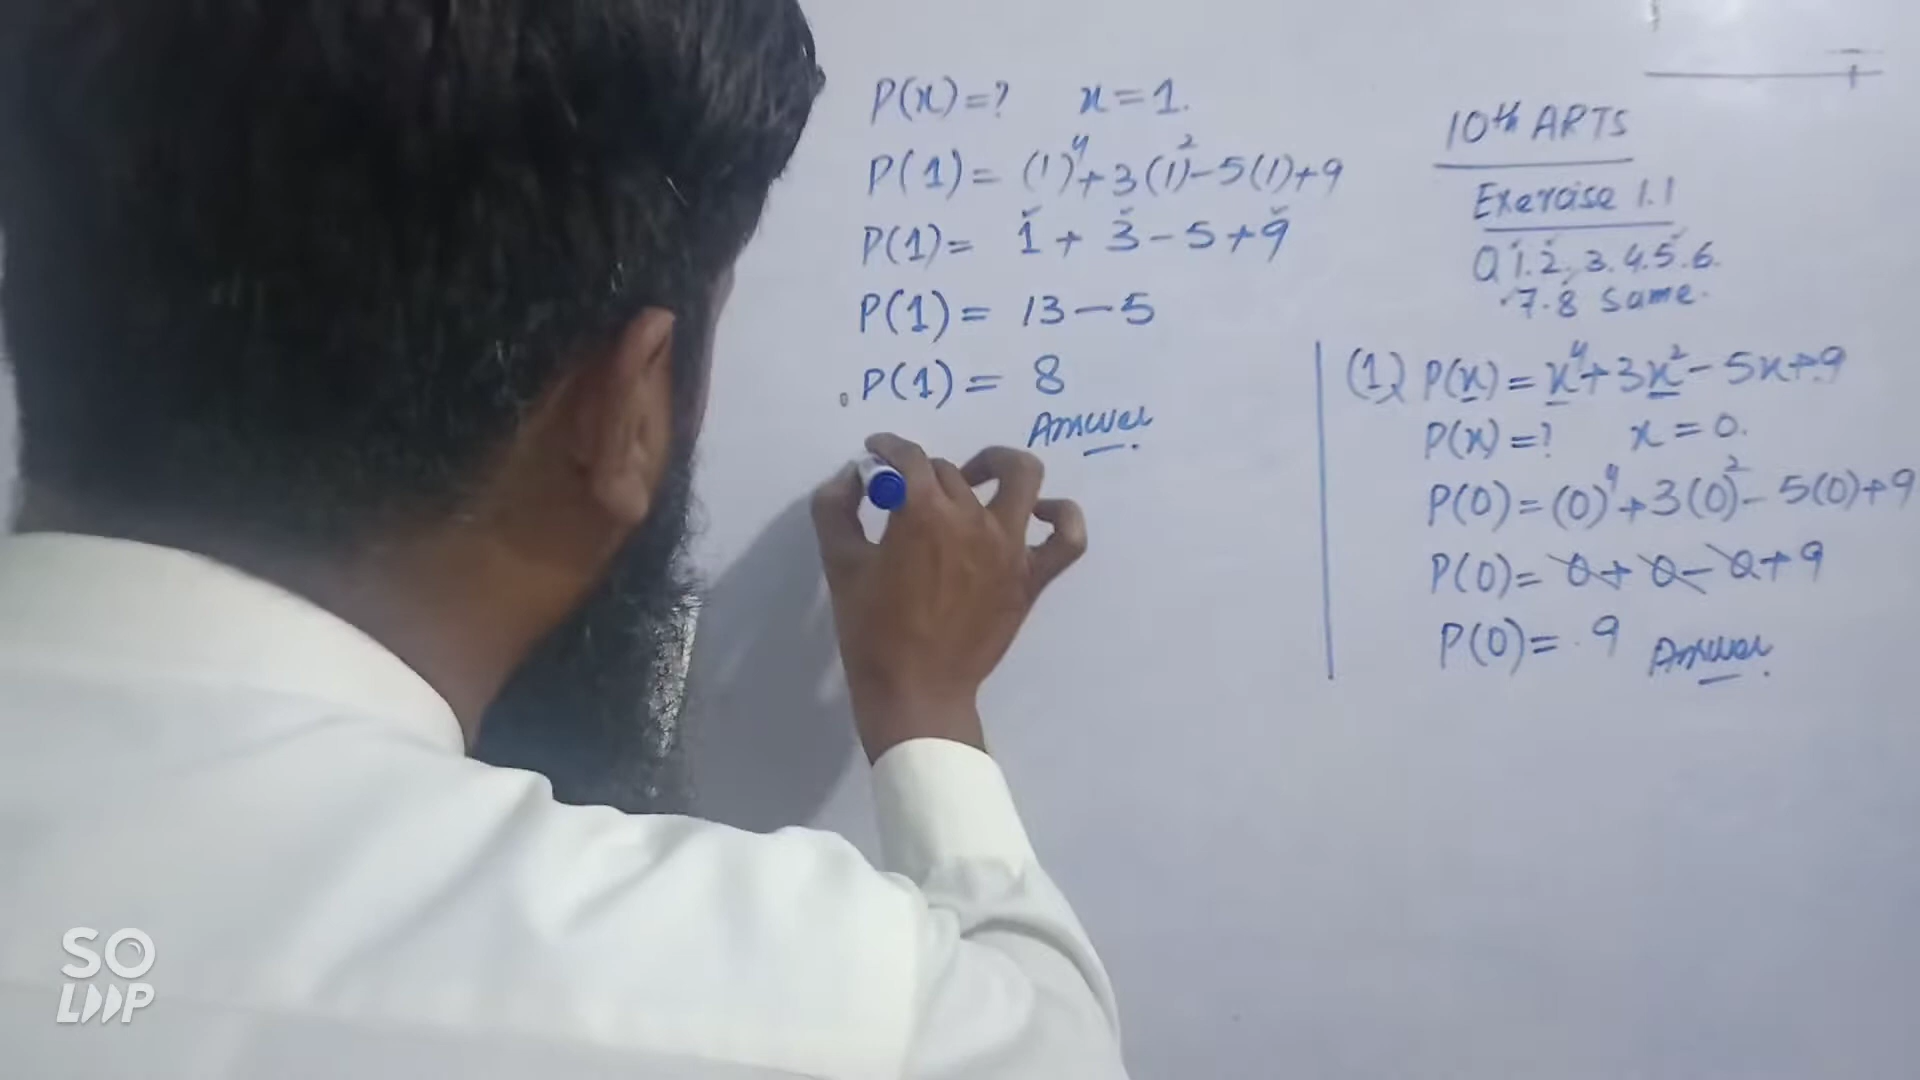 10th ARTS
Exercise 1.1
Q 1.2, 3.4.5.6.
7.8 Same.
(1) P(x) = x⁴+3x²-5x+9
P(x)=? x=0.
P(0)=(0)⁴+3(0)²-5(0)+9
P(0)= 0+0-0+9
P(0)= 9 Answer
P(x)=? x=1.
P(1)= (1)⁴+3(1)²-5(1)+9
P(1)= 1+3-5+9
P(1)= 13-5
P(1)= 8
Answer
SO
LOOP